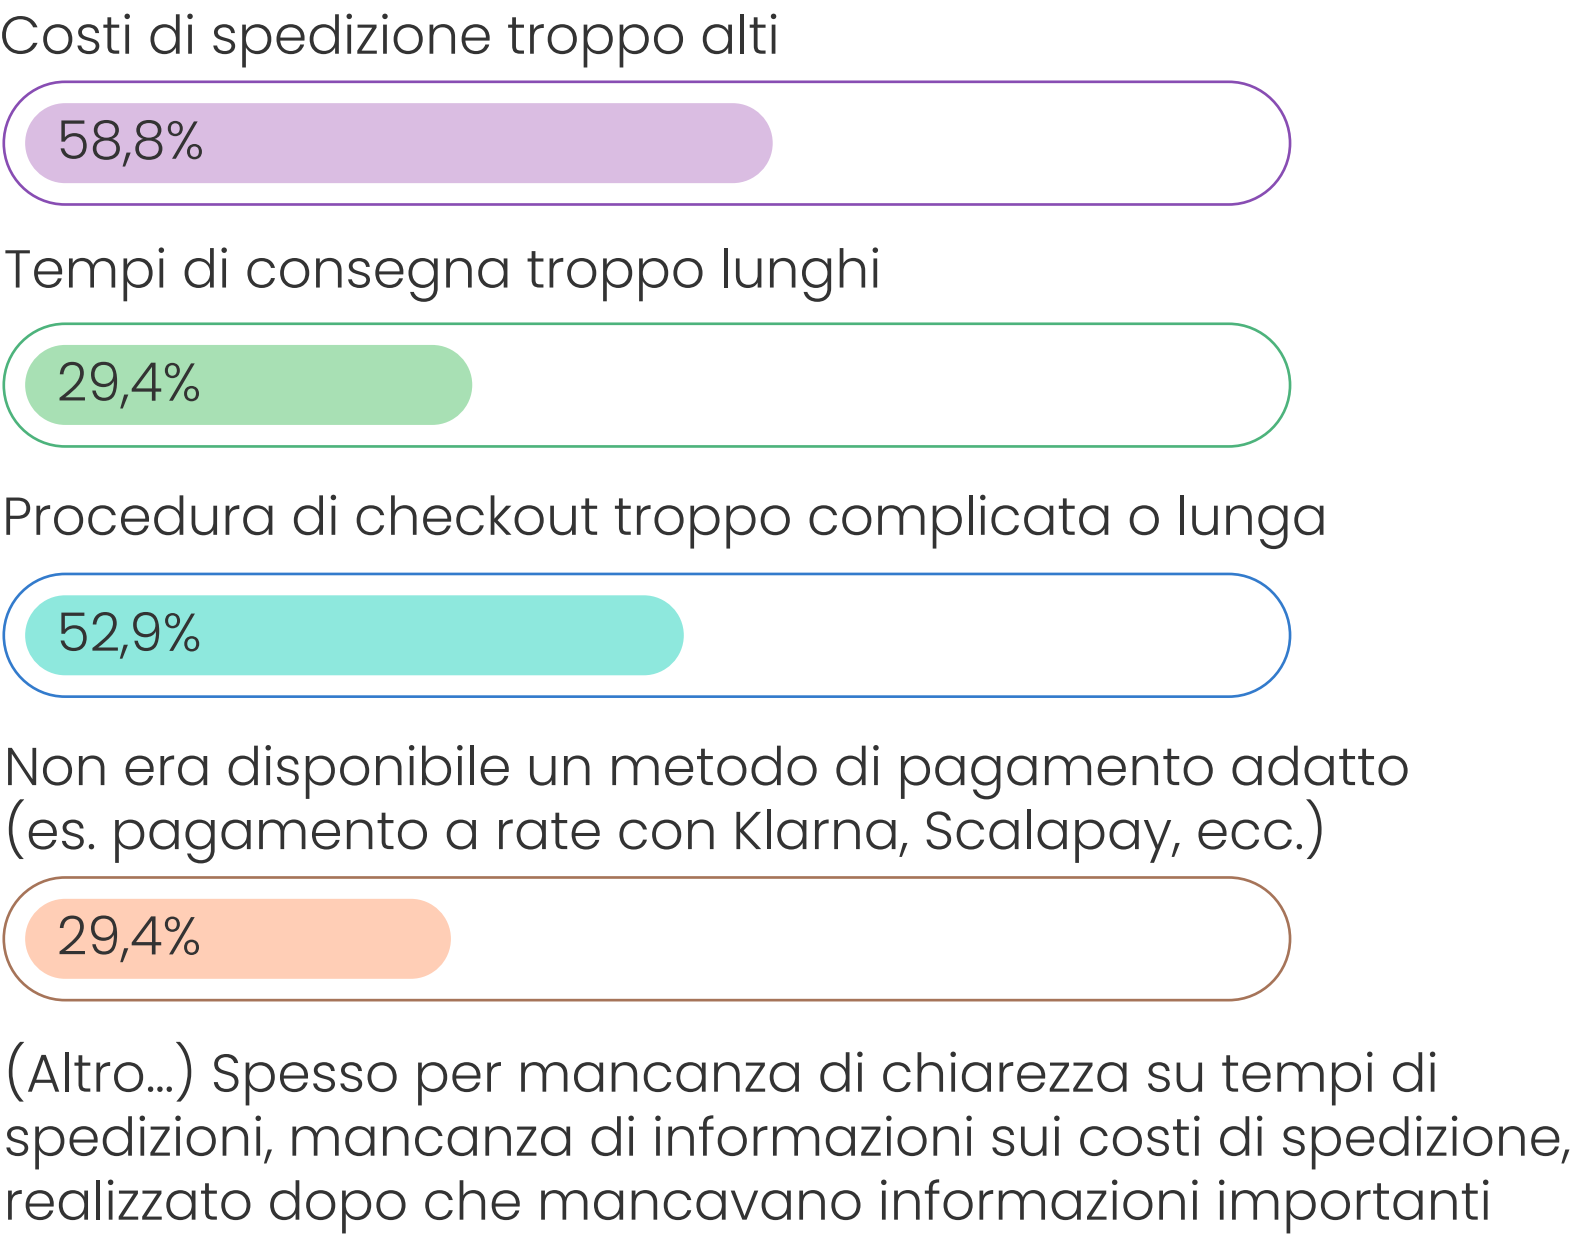 Costi di spedizione troppo alti
58,8%
Tempi di consegna troppo lunghi
29,4%
Procedura di checkout troppo complicata o lunga
52,9%
Non era disponibile un metodo di pagamento adatto
(es. pagamento a rate con Klarna, Scalapay, ecc.)
29,4%
(Altro...) Spesso per mancanza di chiarezza su tempi di
spedizioni, mancanza di informazioni sui costi di spedizione,
realizzato dopo che mancavano informazioni importanti